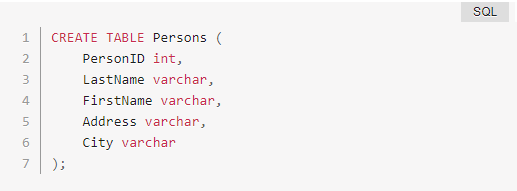 SQL
1 CREATE TABLE Persons (
2     PersonID int,
3     LastName varchar,
4     FirstName varchar,
5     Address varchar,
6     City varchar
7 );